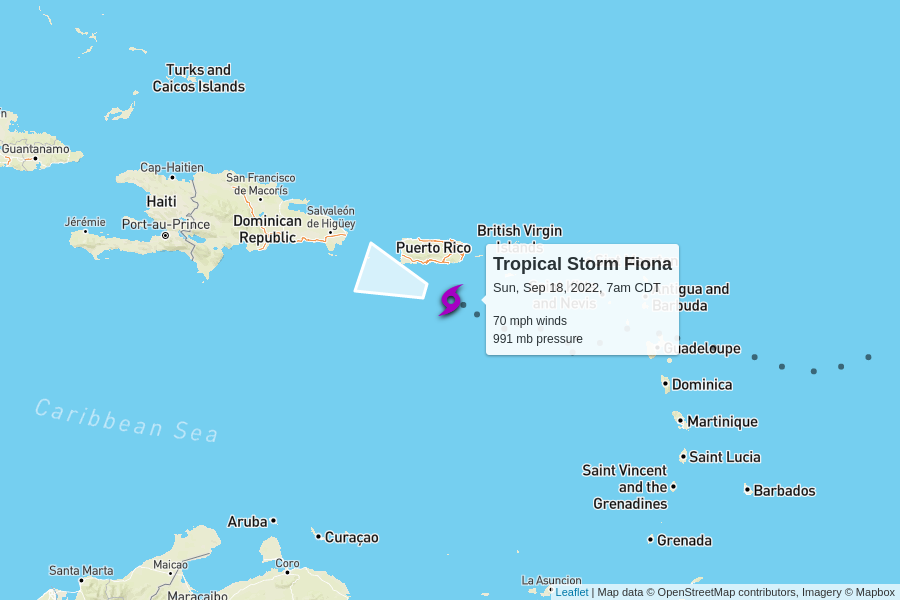 Turks and
Caicos Islands
Guantanamo
Cap-Haitien
San Francisco
de Macorís
Haiti
Salvaleón
de Higüey
Jérémie
Port-au-Prince
Dominican
Republic
Puerto Rico
British Virgin
Islands
Tropical Storm Fiona
Sun, Sep 18, 2022, 7am CDT
and Nevis
Antigua and
Barbuda
70 mph winds
991 mb pressure
Guadeloupe
Dominica
Caribbean Sea
Martinique
Saint Lucia
Saint Vincent
and the
Grenadines
Barbados
Aruba
Curaçao
Grenada
Santa Marta
Maicao
Coro
La Asuncion
Maracaibo
Leaflet | Map data © OpenStreetMap contributors, Imagery © Mapbox